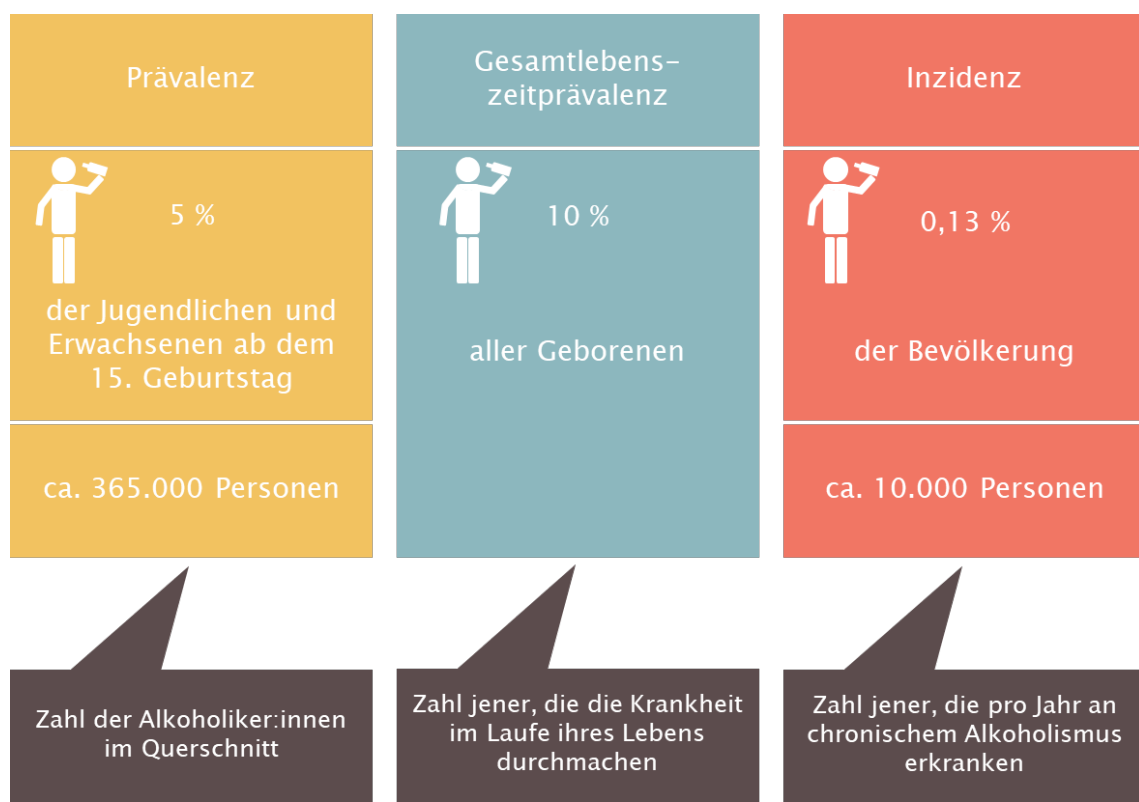 Prävalenz
5 %
der Jugendlichen und
Erwachsenen ab dem
15. Geburtstag
ca. 365.000 Personen
Zahl der Alkoholiker:innen
im Querschnitt
Gesamtlebens-
zeitprävalenz
10 %
aller Geborenen
Zahl jener, die die Krankheit
im Laufe ihres Lebens
durchmachen
Inzidenz
0,13 %
der Bevölkerung
ca. 10.000 Personen
Zahl jener, die pro Jahr an
chronischem Alkoholismus
erkranken